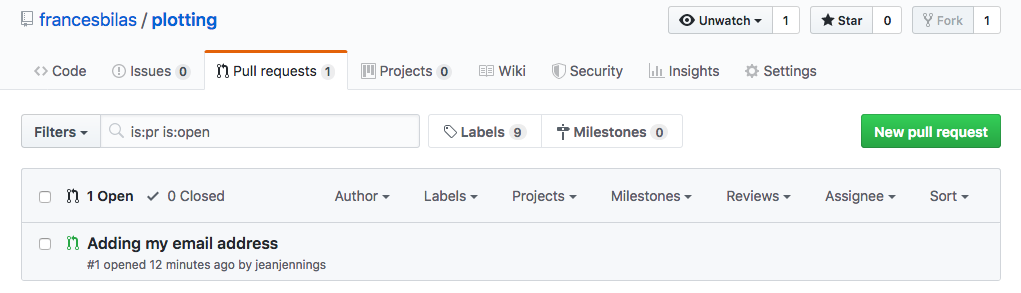 francesbilas / plotting
Unwatch 1 Star 0 Fork 1
Code Issues 0 Pull requests 1 Projects 0 Wiki Security Insights Settings
Filters is:pr is:open Labels 9 Milestones 0 New pull request
1 Open 0 Closed Author Labels Projects Milestones Reviews Assignee Sort
Adding my email address
#1 opened 12 minutes ago by jeanjennings